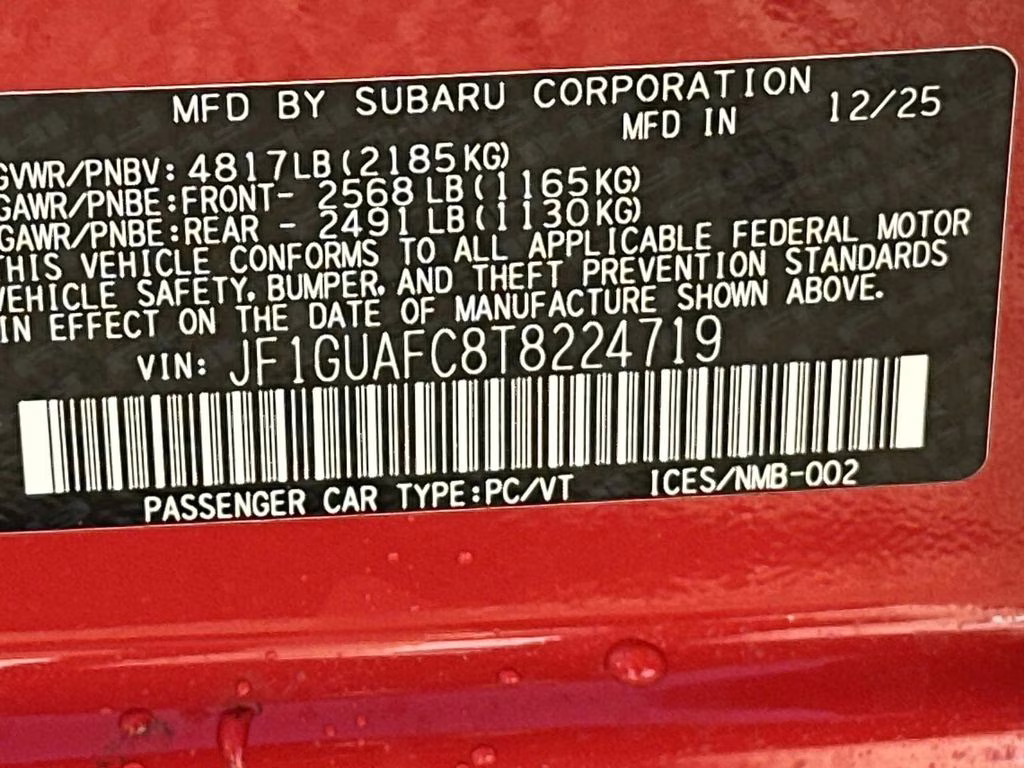 MFD BY SUBARU CORPORATION
MFD IN 12/25
GVWR/PNBV: 4817LB(2185KG)
GAWR/PNBE:FRONT- 2568 LB(1165KG)
GAWR/PNBE:REAR - 2491 LB(1130KG)
THIS VEHICLE CONFORMS TO ALL APPLICABLE FEDERAL MOTOR
VEHICLE SAFETY, BUMPER, AND THEFT PREVENTION STANDARDS
IN EFFECT ON THE DATE OF MANUFACTURE SHOWN ABOVE.
VIN: JF1GUAFC8T8224719
PASSENGER CAR TYPE:PC/VT ICES/NMB-002